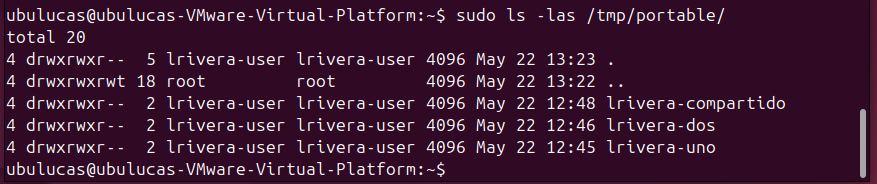 ubulucas@ubulucas-VMware-Virtual-Platform:~$ sudo ls -las /tmp/portable/
total 20
4 drwxrwxr--  5 lrivera-user lrivera-user 4096 May 22 13:23 .
4 drwxrwxrwt 18 root         root         4096 May 22 13:22 ..
4 drwxrwxr--  2 lrivera-user lrivera-user 4096 May 22 12:48 lrivera-compartido
4 drwxrwxr--  2 lrivera-user lrivera-user 4096 May 22 12:46 lrivera-dos
4 drwxrwxr--  2 lrivera-user lrivera-user 4096 May 22 12:45 lrivera-uno
ubulucas@ubulucas-VMware-Virtual-Platform:~$